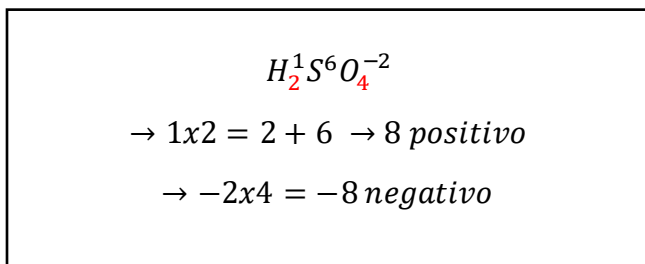 H₂¹S⁶O₄⁻²
→ 1x2 = 2 + 6 → 8 positivo
→ −2x4 = −8 negativo